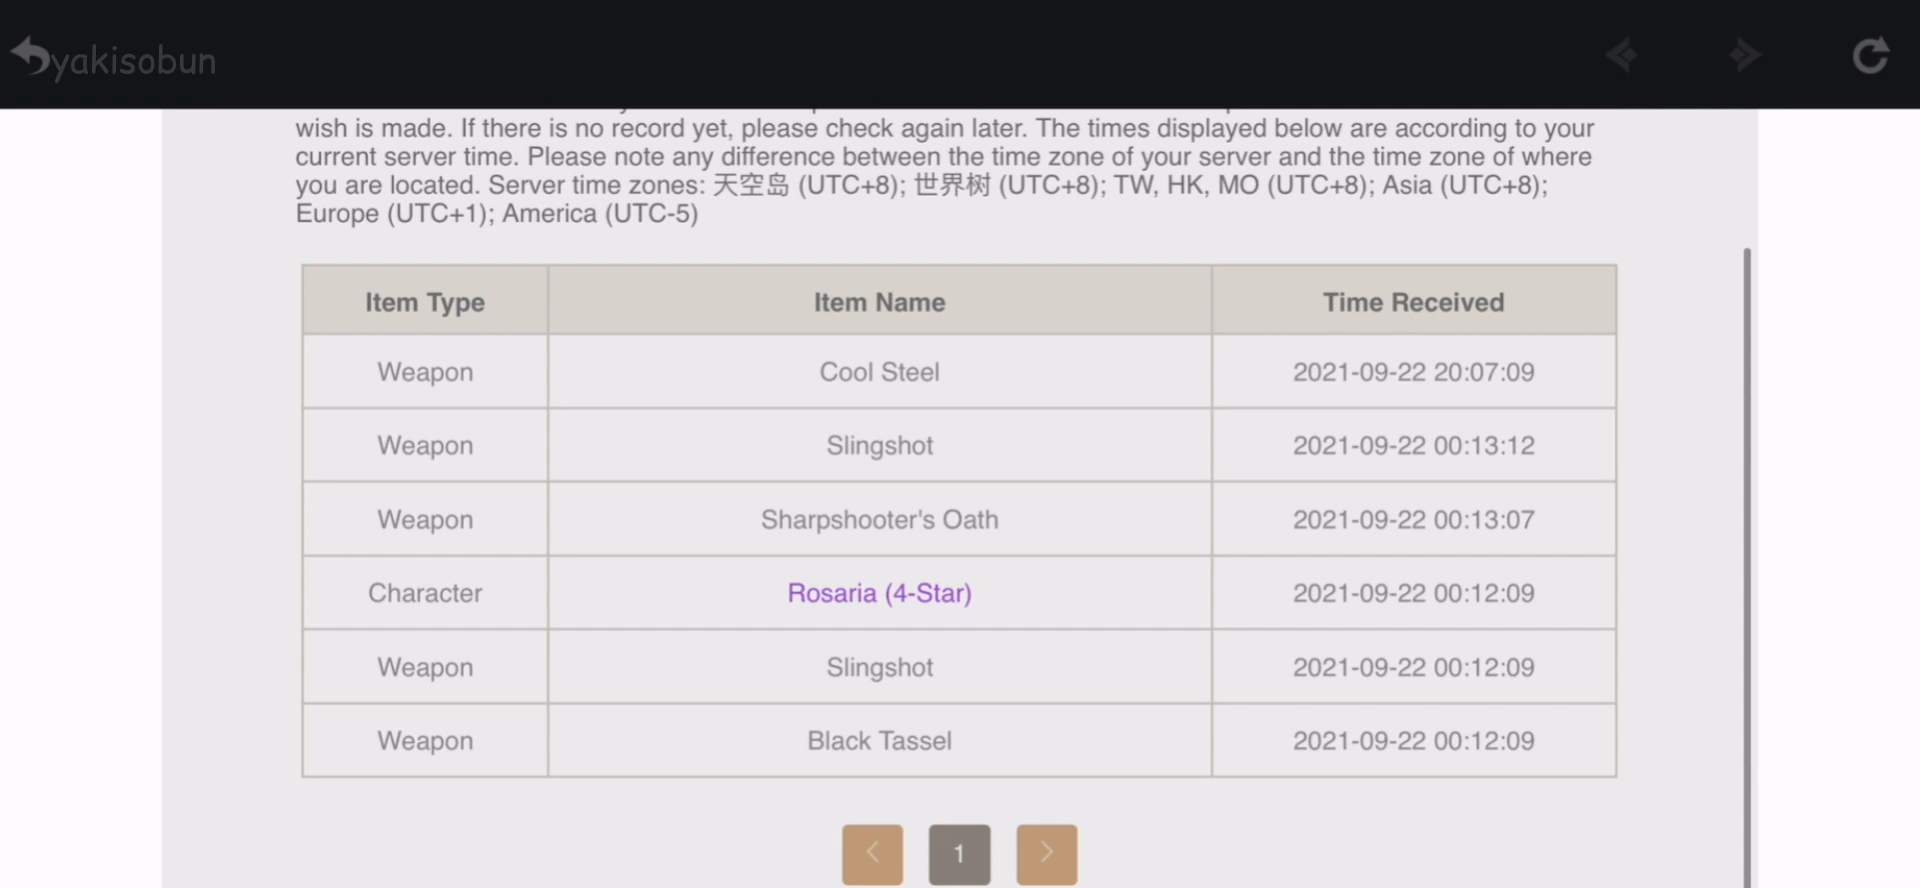 yakisobun
wish is made. If there is no record yet, please check again later. The times displayed below are according to your
current server time. Please note any difference between the time zone of your server and the time zone of where
you are located. Server time zones: 天空岛 (UTC+8); 世界树 (UTC+8); TW, HK, MO (UTC+8); Asia (UTC+8);
Europe (UTC+1); America (UTC-5)
Item Type Item Name Time Received
Weapon Cool Steel 2021-09-22 20:07:09
Weapon Slingshot 2021-09-22 00:13:12
Weapon Sharpshooter's Oath 2021-09-22 00:13:07
Character Rosaria (4-Star) 2021-09-22 00:12:09
Weapon Slingshot 2021-09-22 00:12:09
Weapon Black Tassel 2021-09-22 00:12:09
1